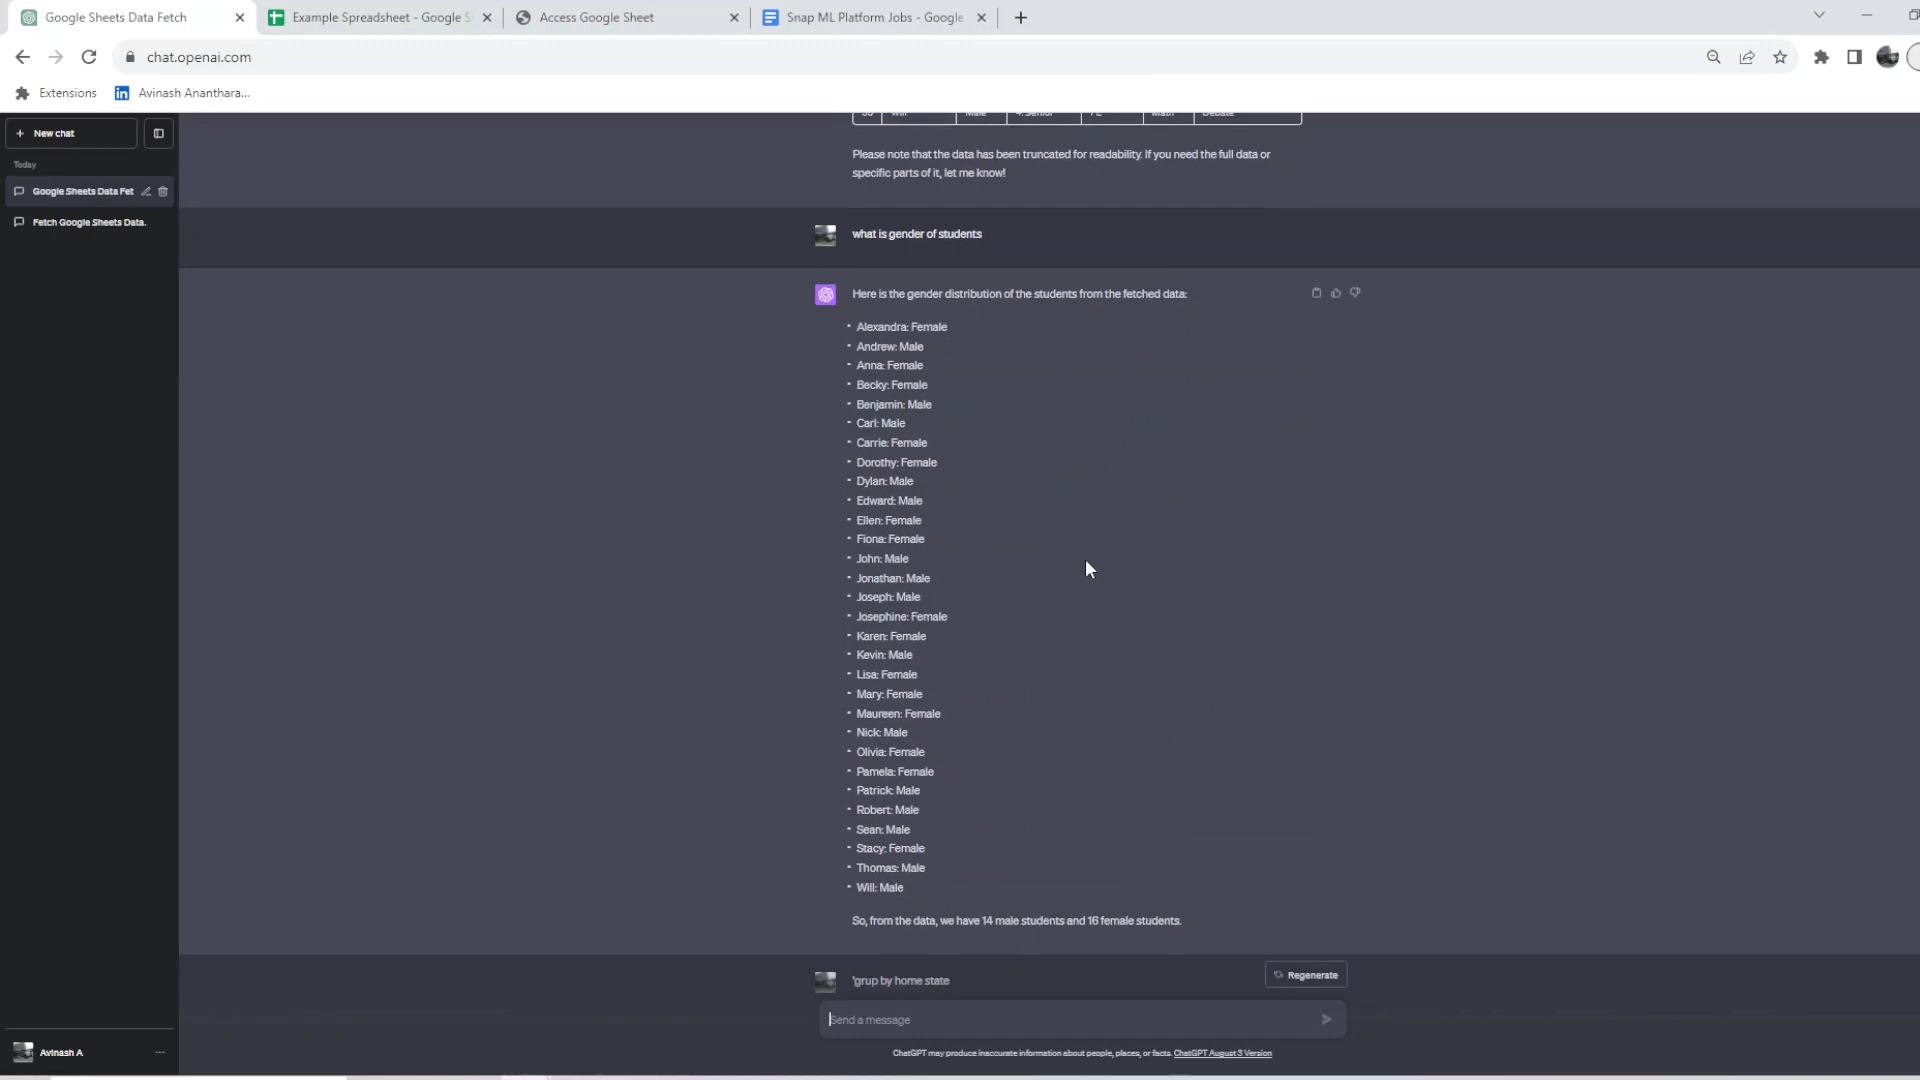 Google Sheets Data Fetch
Example Spreadsheet - Google S
Access Google Sheet
Snap ML Platform Jobs - Google
chat.openai.com
Extensions
Avinash Ananthara...
New chat
Today
Google Sheets Data Fet
Fetch Google Sheets Data.
Will Male 4. Senior Math Debate
Please note that the data has been truncated for readability. If you need the full data or
specific parts of it, let me know!
what is gender of students
Here is the gender distribution of the students from the fetched data:
• Alexandra: Female
• Andrew: Male
• Anna: Female
• Becky: Female
• Benjamin: Male
• Carl: Male
• Carrie: Female
• Dorothy: Female
• Dylan: Male
• Edward: Male
• Ellen: Female
• Fiona: Female
• John: Male
• Jonathan: Male
• Joseph: Male
• Josephine: Female
• Karen: Female
• Kevin: Male
• Lisa: Female
• Mary: Female
• Maureen: Female
• Nick: Male
• Olivia: Female
• Pamela: Female
• Patrick: Male
• Robert: Male
• Sean: Male
• Stacy: Female
• Thomas: Male
• Will: Male
So, from the data, we have 14 male students and 16 female students.
'grup by home state
Regenerate
Send a message
ChatGPT may produce inaccurate information about people, places, or facts. ChatGPT August 3 Version
Avinash A